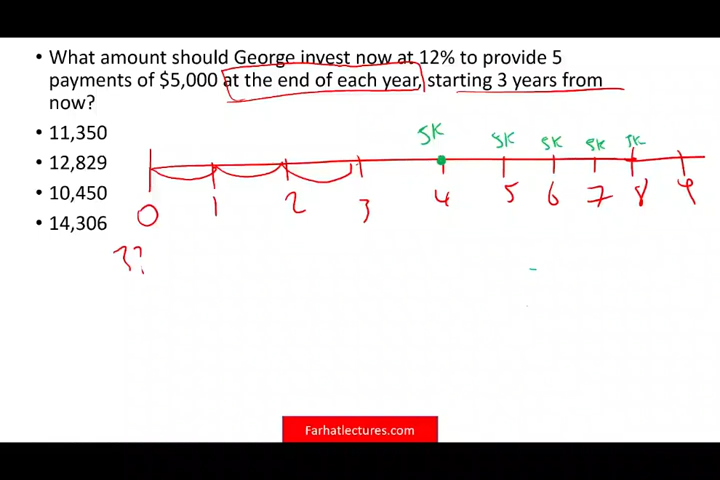 • What amount should George invest now at 12% to provide 5
payments of $5,000 at the end of each year, starting 3 years from
now?
• 11,350
• 12,829
• 10,450
• 14,306
5K 5K 5K 5K 5K
0 1 2 3 4 5 6 7 8 9
??
Farhatlectures.com